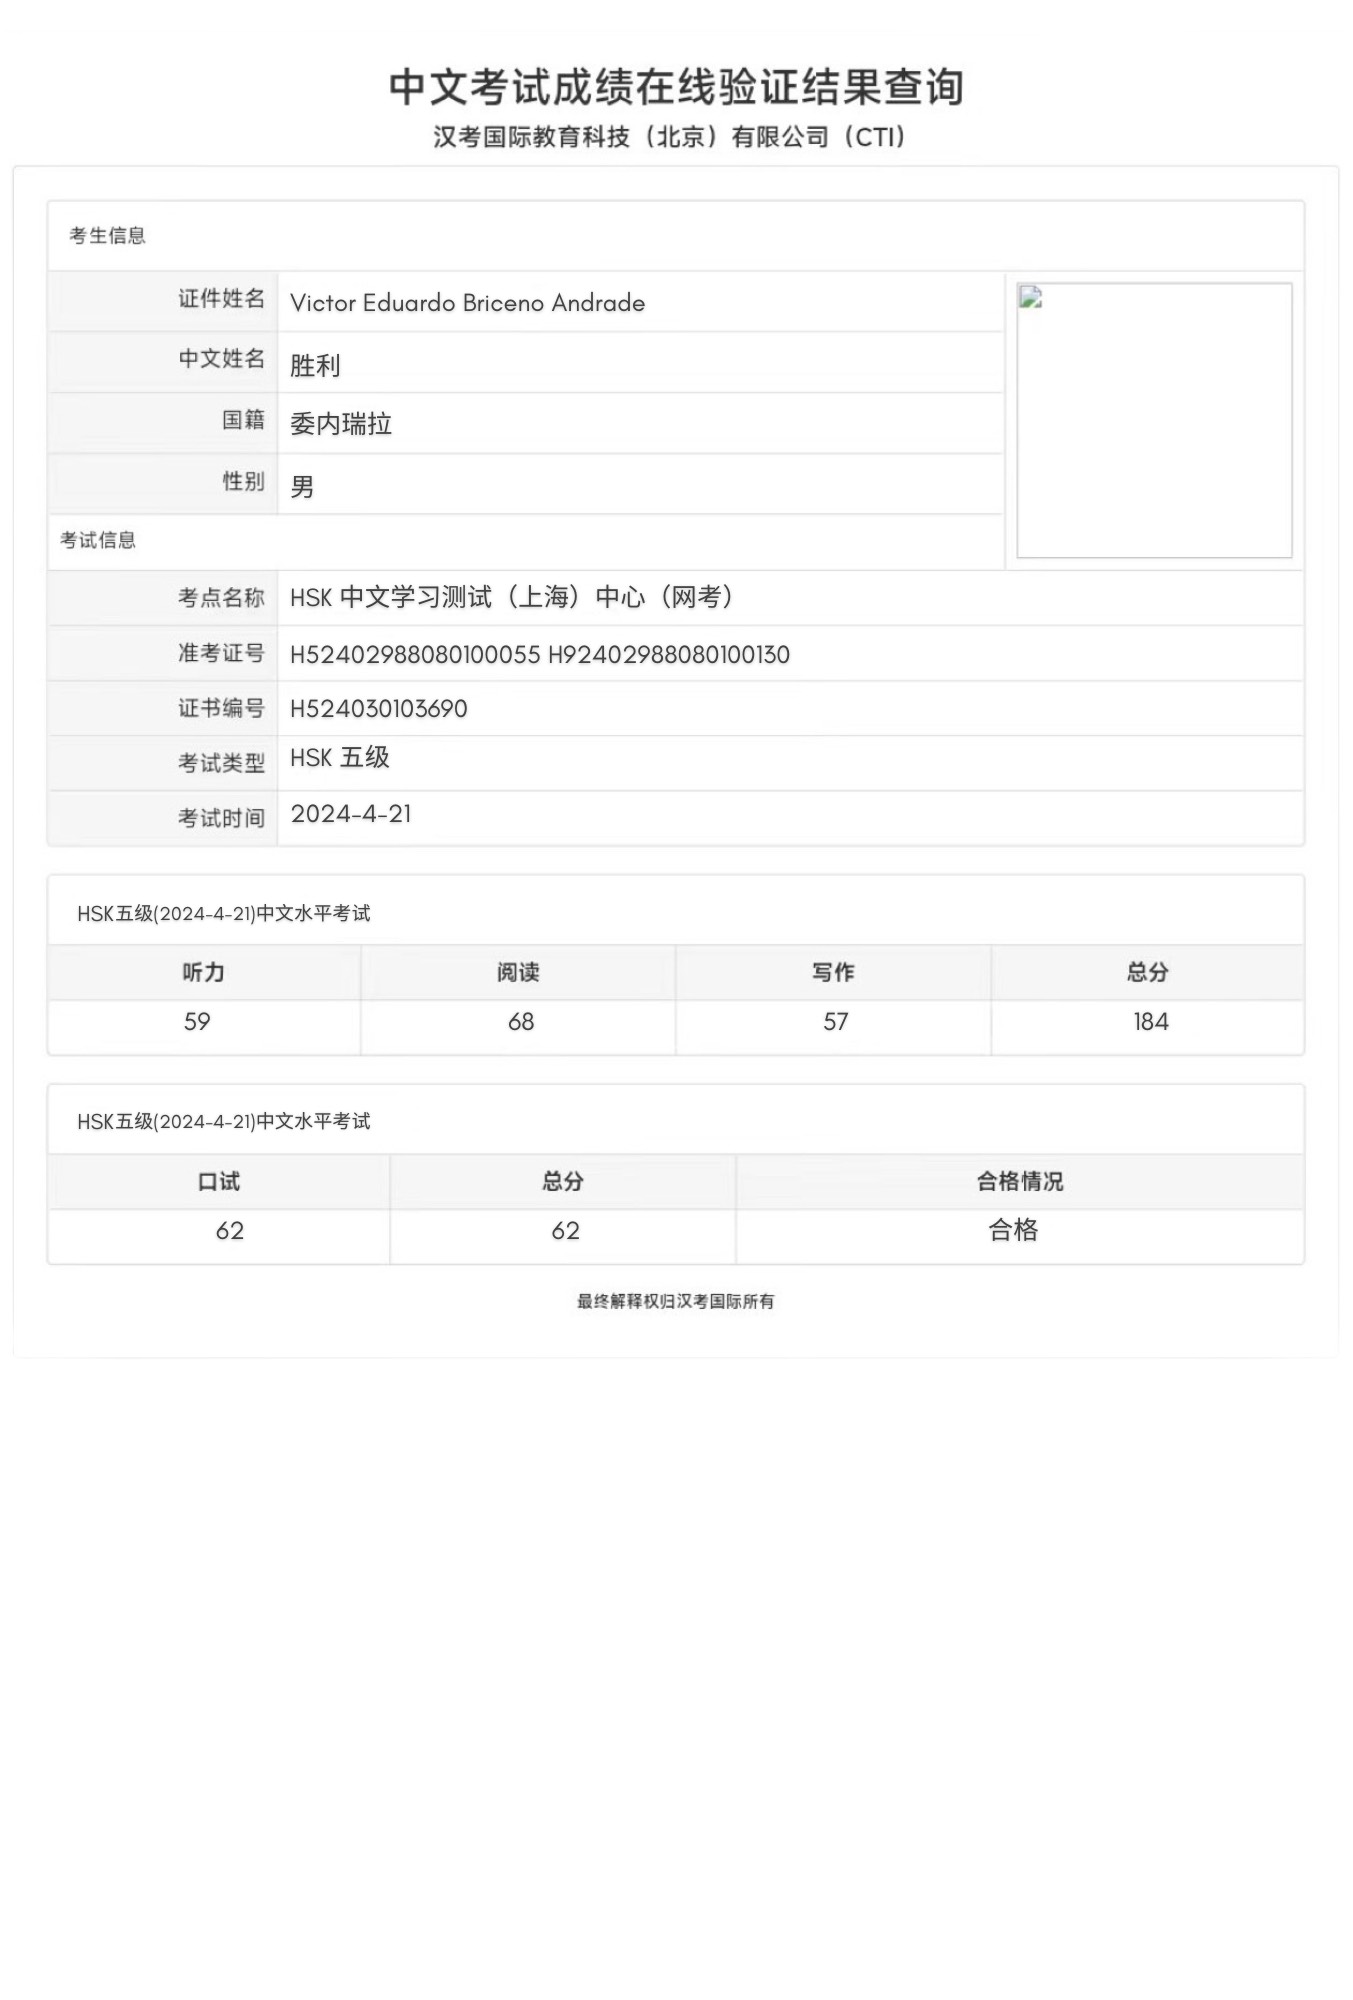 中文考试成绩在线验证结果查询
汉考国际教育科技（北京）有限公司（CTI）
考生信息
证件姓名 Victor Eduardo Briceno Andrade
中文姓名 胜利
国籍 委内瑞拉
性别 男
考试信息
考点名称 HSK 中文学习测试（上海）中心（网考）
准考证号 H52402988080100055 H92402988080100130
证书编号 H524030103690
考试类型 HSK 五级
考试时间 2024-4-21
HSK五级(2024-4-21)中文水平考试
听力 阅读 写作 总分
59 68 57 184
HSK五级(2024-4-21)中文水平考试
口试 总分 合格情况
62 62 合格
最终解释权归汉考国际所有